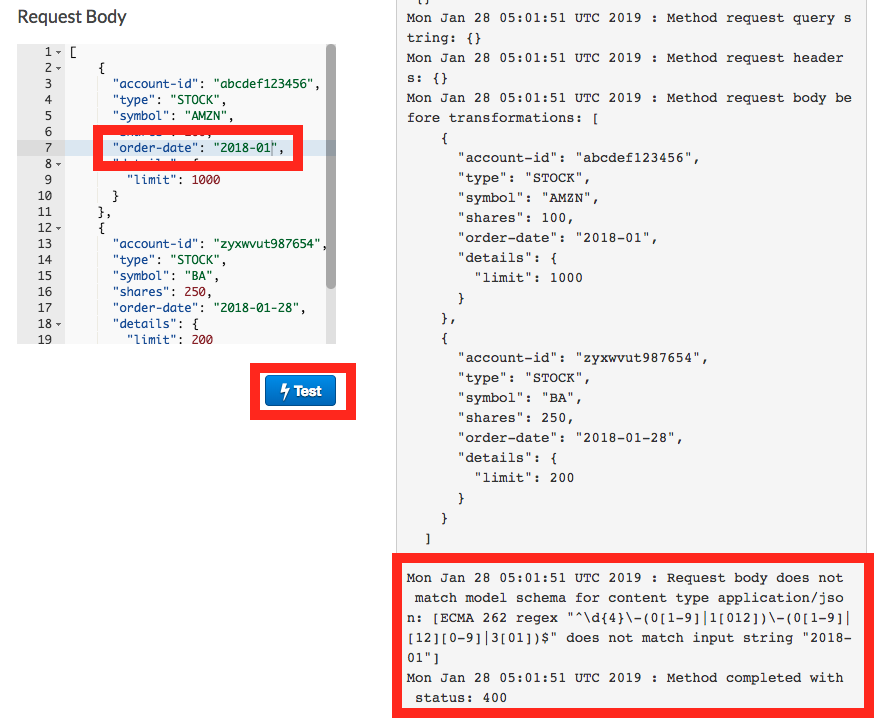 Request Body
1 [
2 {
3 "account-id": "abcdef123456",
4 "type": "STOCK",
5 "symbol": "AMZN",
6 "shares":
7 "order-date": "2018-01",
8 "details": {
9 "limit": 1000
10 }
11 },
12 {
13 "account-id": "zyxwvut987654",
14 "type": "STOCK",
15 "symbol": "BA",
16 "shares": 250,
17 "order-date": "2018-01-28",
18 "details": {
19 "limit": 200
Test
Mon Jan 28 05:01:51 UTC 2019 : Method request query s
tring: {}
Mon Jan 28 05:01:51 UTC 2019 : Method request header
s: {}
Mon Jan 28 05:01:51 UTC 2019 : Method request body be
fore transformations: [
{
"account-id": "abcdef123456",
"type": "STOCK",
"symbol": "AMZN",
"shares": 100,
"order-date": "2018-01",
"details": {
"limit": 1000
}
},
{
"account-id": "zyxwvut987654",
"type": "STOCK",
"symbol": "BA",
"shares": 250,
"order-date": "2018-01-28",
"details": {
"limit": 200
}
}
]
Mon Jan 28 05:01:51 UTC 2019 : Request body does not
match model schema for content type application/jso
n: [ECMA 262 regex "^\d{4}\-(0[1-9]|1[012])\-(0[1-9]|
[12][0-9]|3[01])$" does not match input string "2018-
01"]
Mon Jan 28 05:01:51 UTC 2019 : Method completed with
status: 400